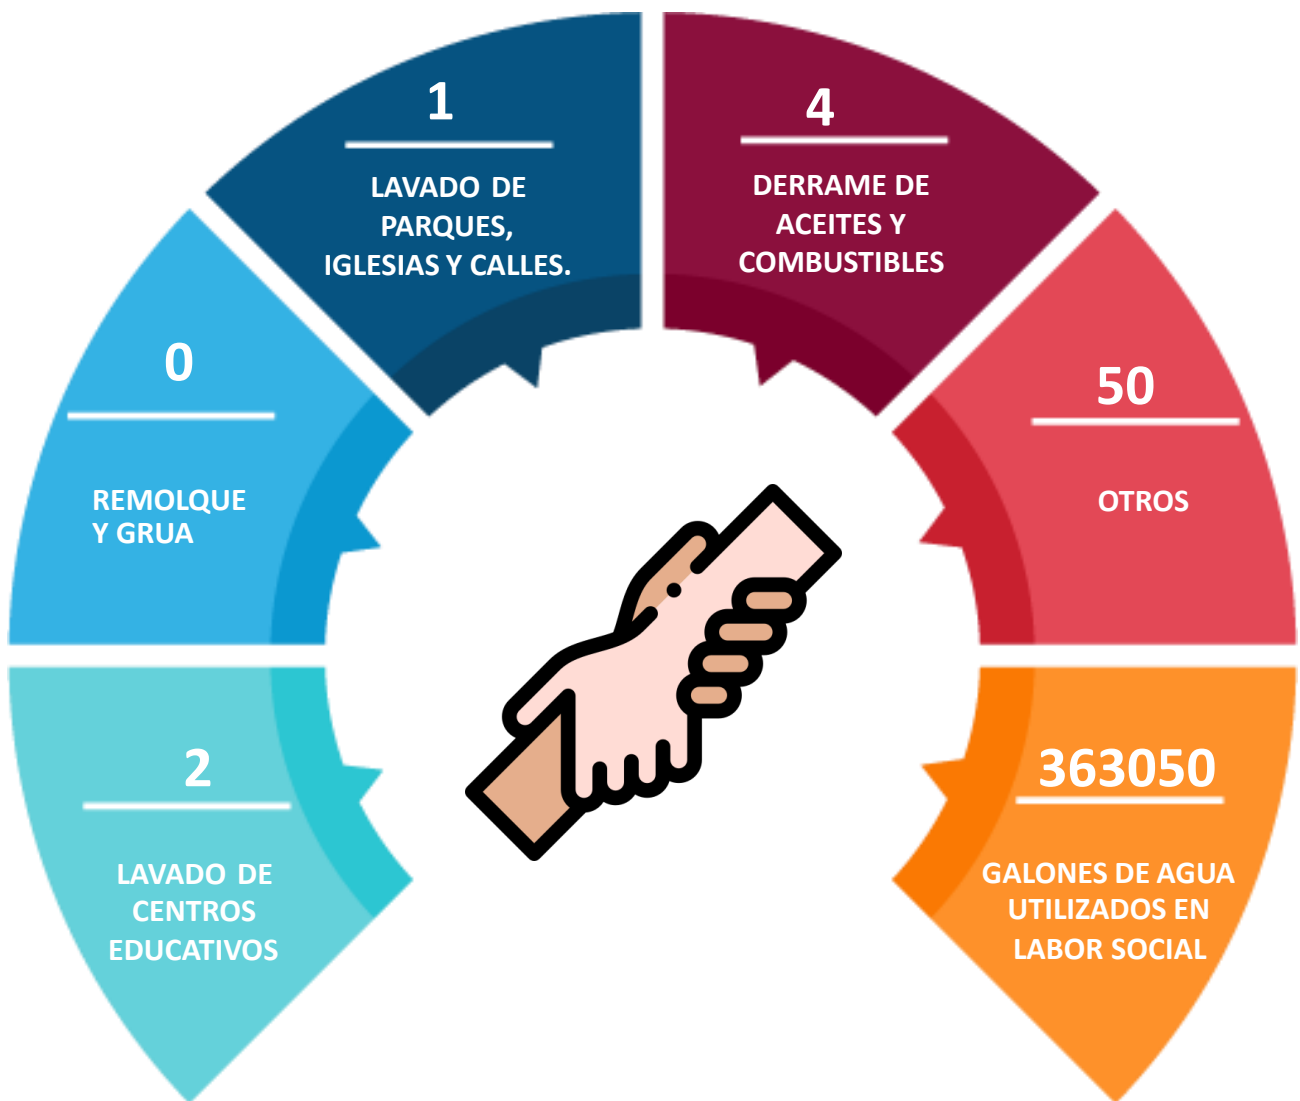 1
LAVADO DE
PARQUES,
IGLESIAS Y CALLES.
4
DERRAME DE
ACEITES Y
COMBUSTIBLES
0
REMOLQUE
Y GRUA
50
OTROS
2
LAVADO DE
CENTROS
EDUCATIVOS
363050
GALONES DE AGUA
UTILIZADOS EN
LABOR SOCIAL